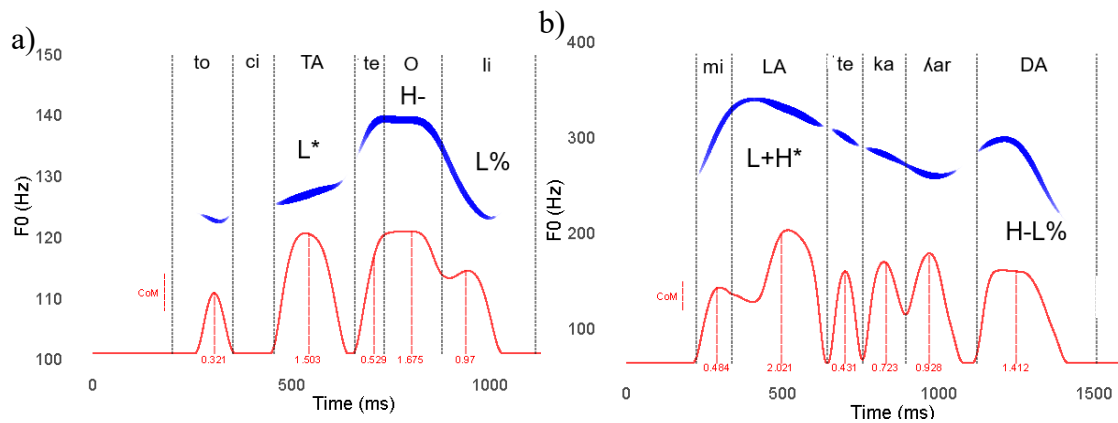 a)
150
140
130
120
110
100
F0 (Hz)
to ci TA te O li
H-
L*
L%
CoM
0.321 1.503 0.529 1.675 0.97
0 500 1000
Time (ms)
b)
400
300
200
100
F0 (Hz)
mi LA te ka ʎar DA
L+H*
H-L%
CoM
0.484 2.021 0.431 0.723 0.928 1.412
0 500 1000 1500
Time (ms)